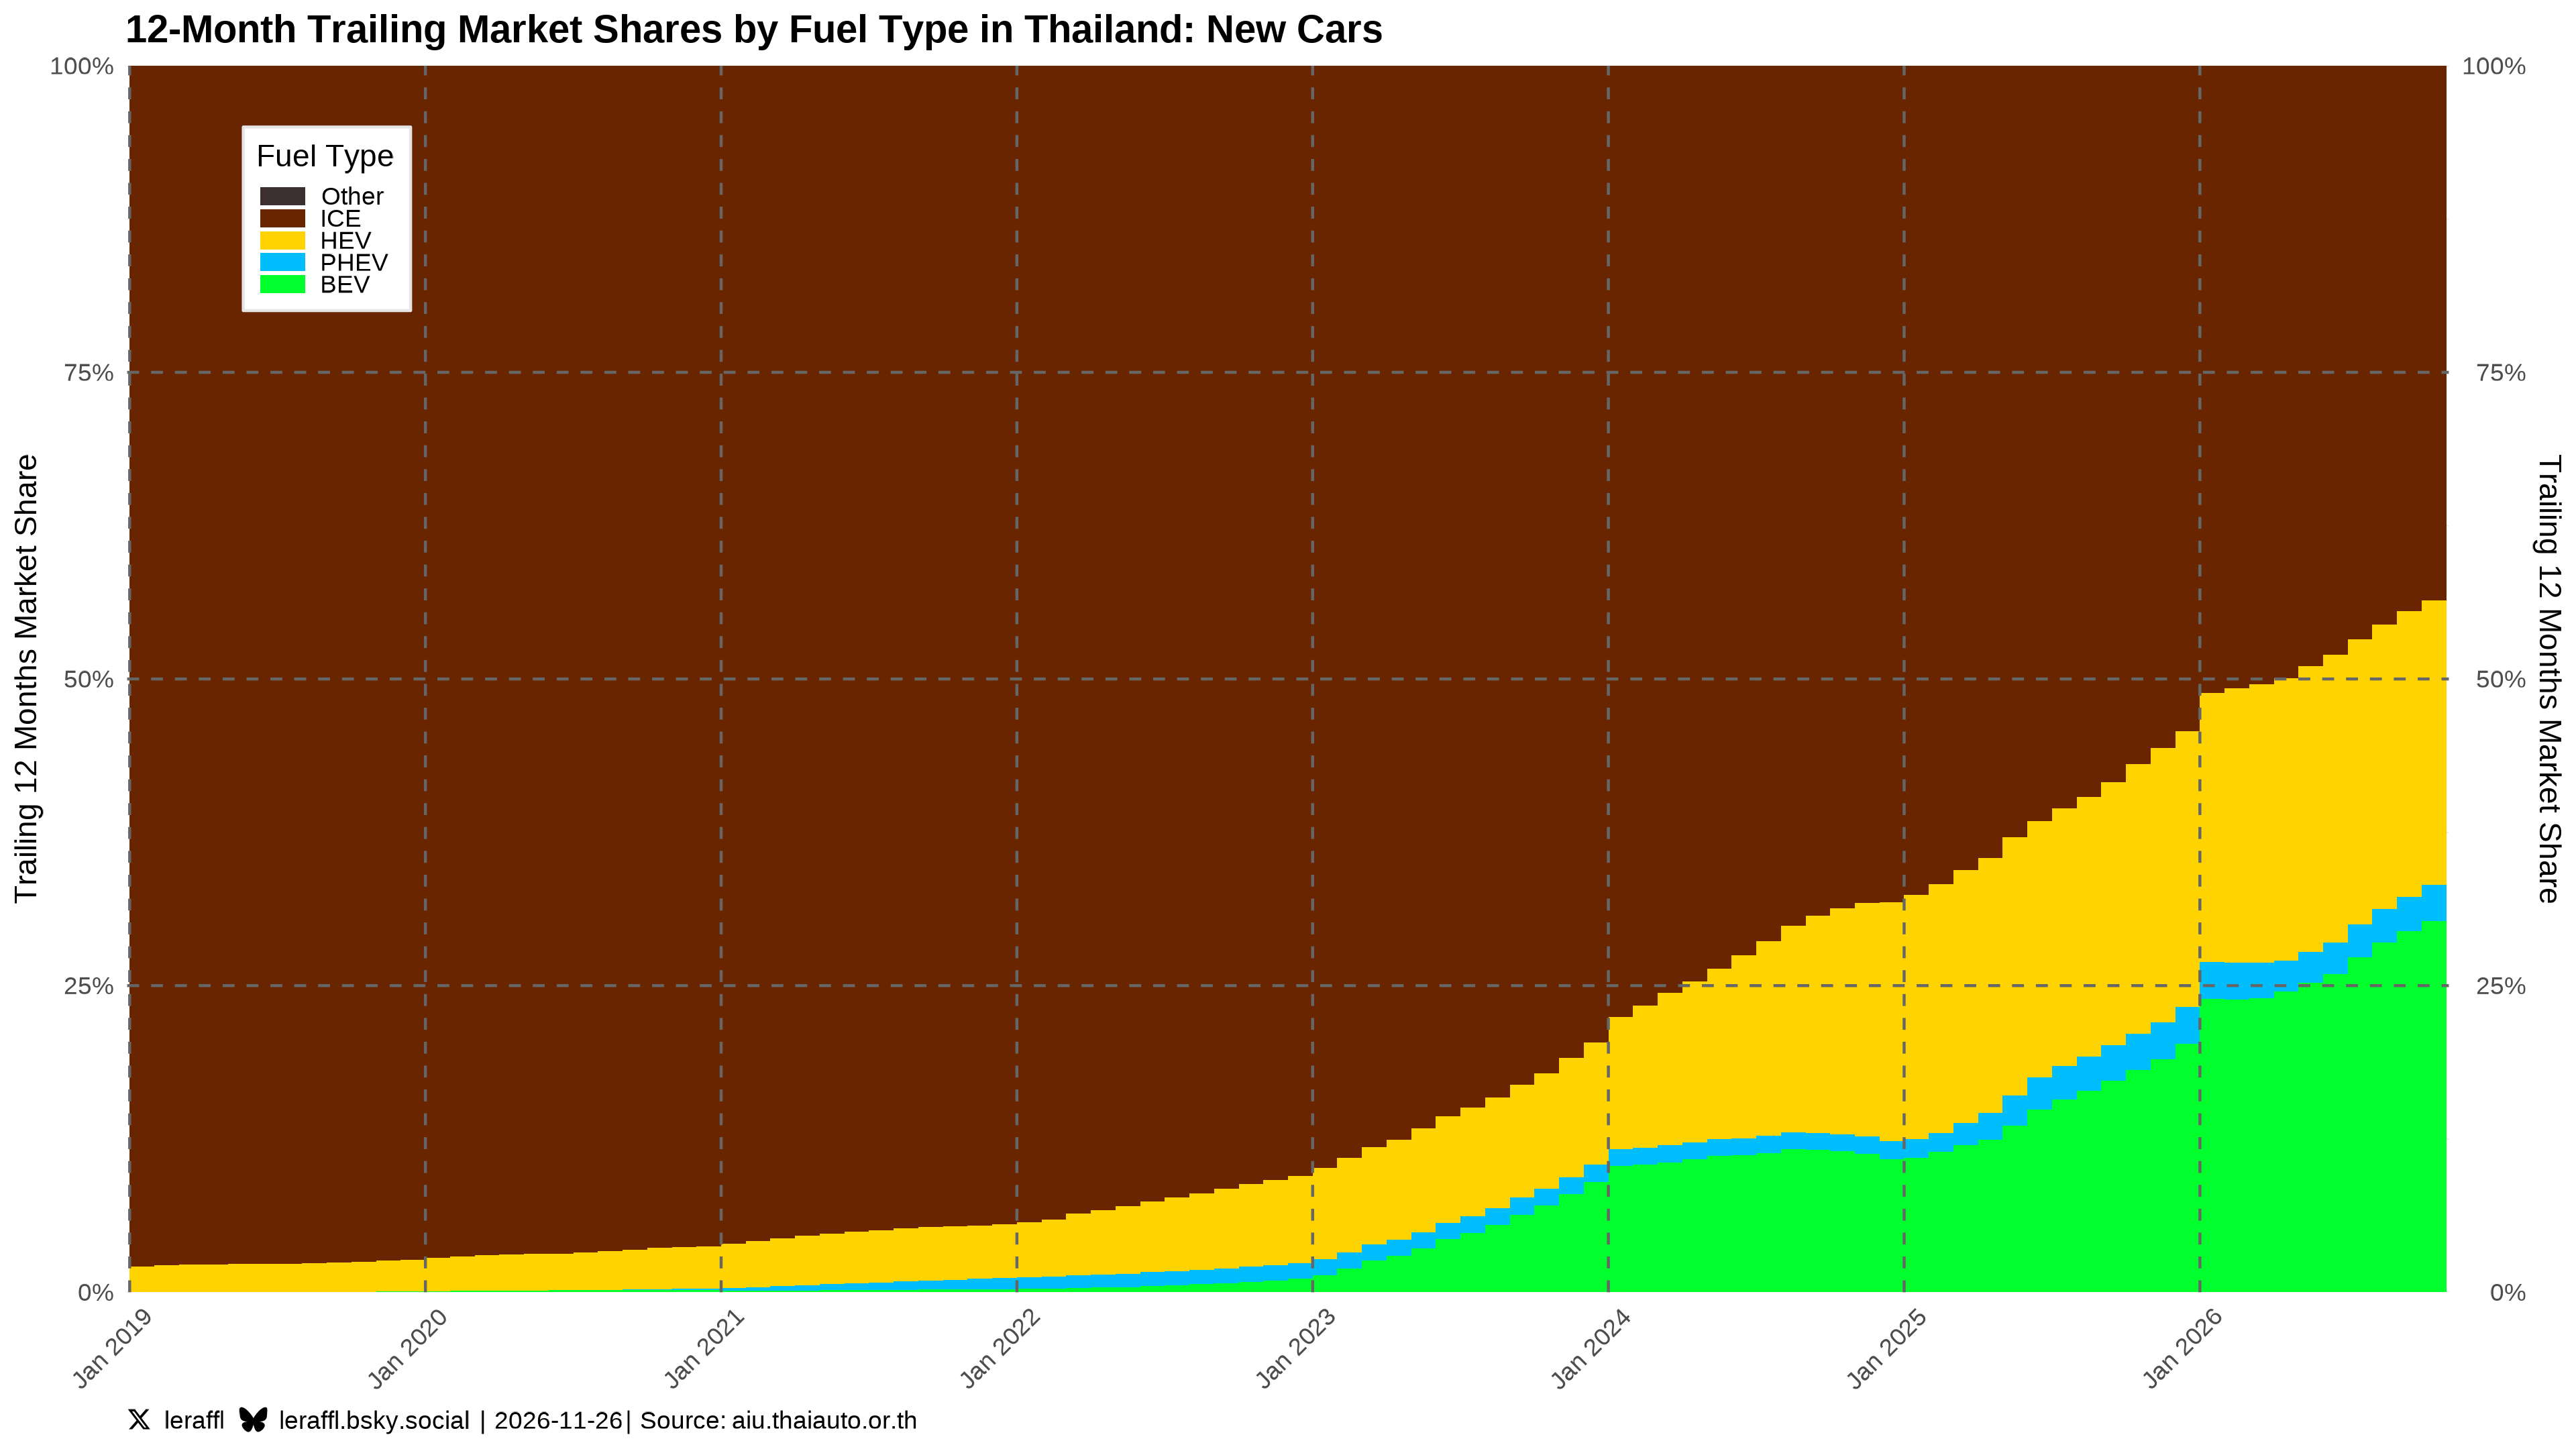 12-Month Trailing Market Shares by Fuel Type in Thailand: New Cars
100%
100%
Fuel Type
Other
ICE
HEV
PHEV
BEV
75%
75%
Trailing 12 Months Market Share
Trailing 12 Months Market Share
50%
50%
25%
25%
0%
0%
Jan 2019
Jan 2020
Jan 2021
Jan 2022
Jan 2023
Jan 2024
Jan 2025
Jan 2026
leraffl leraffl.bsky.social | 2026-11-26| Source: aiu.thaiauto.or.th